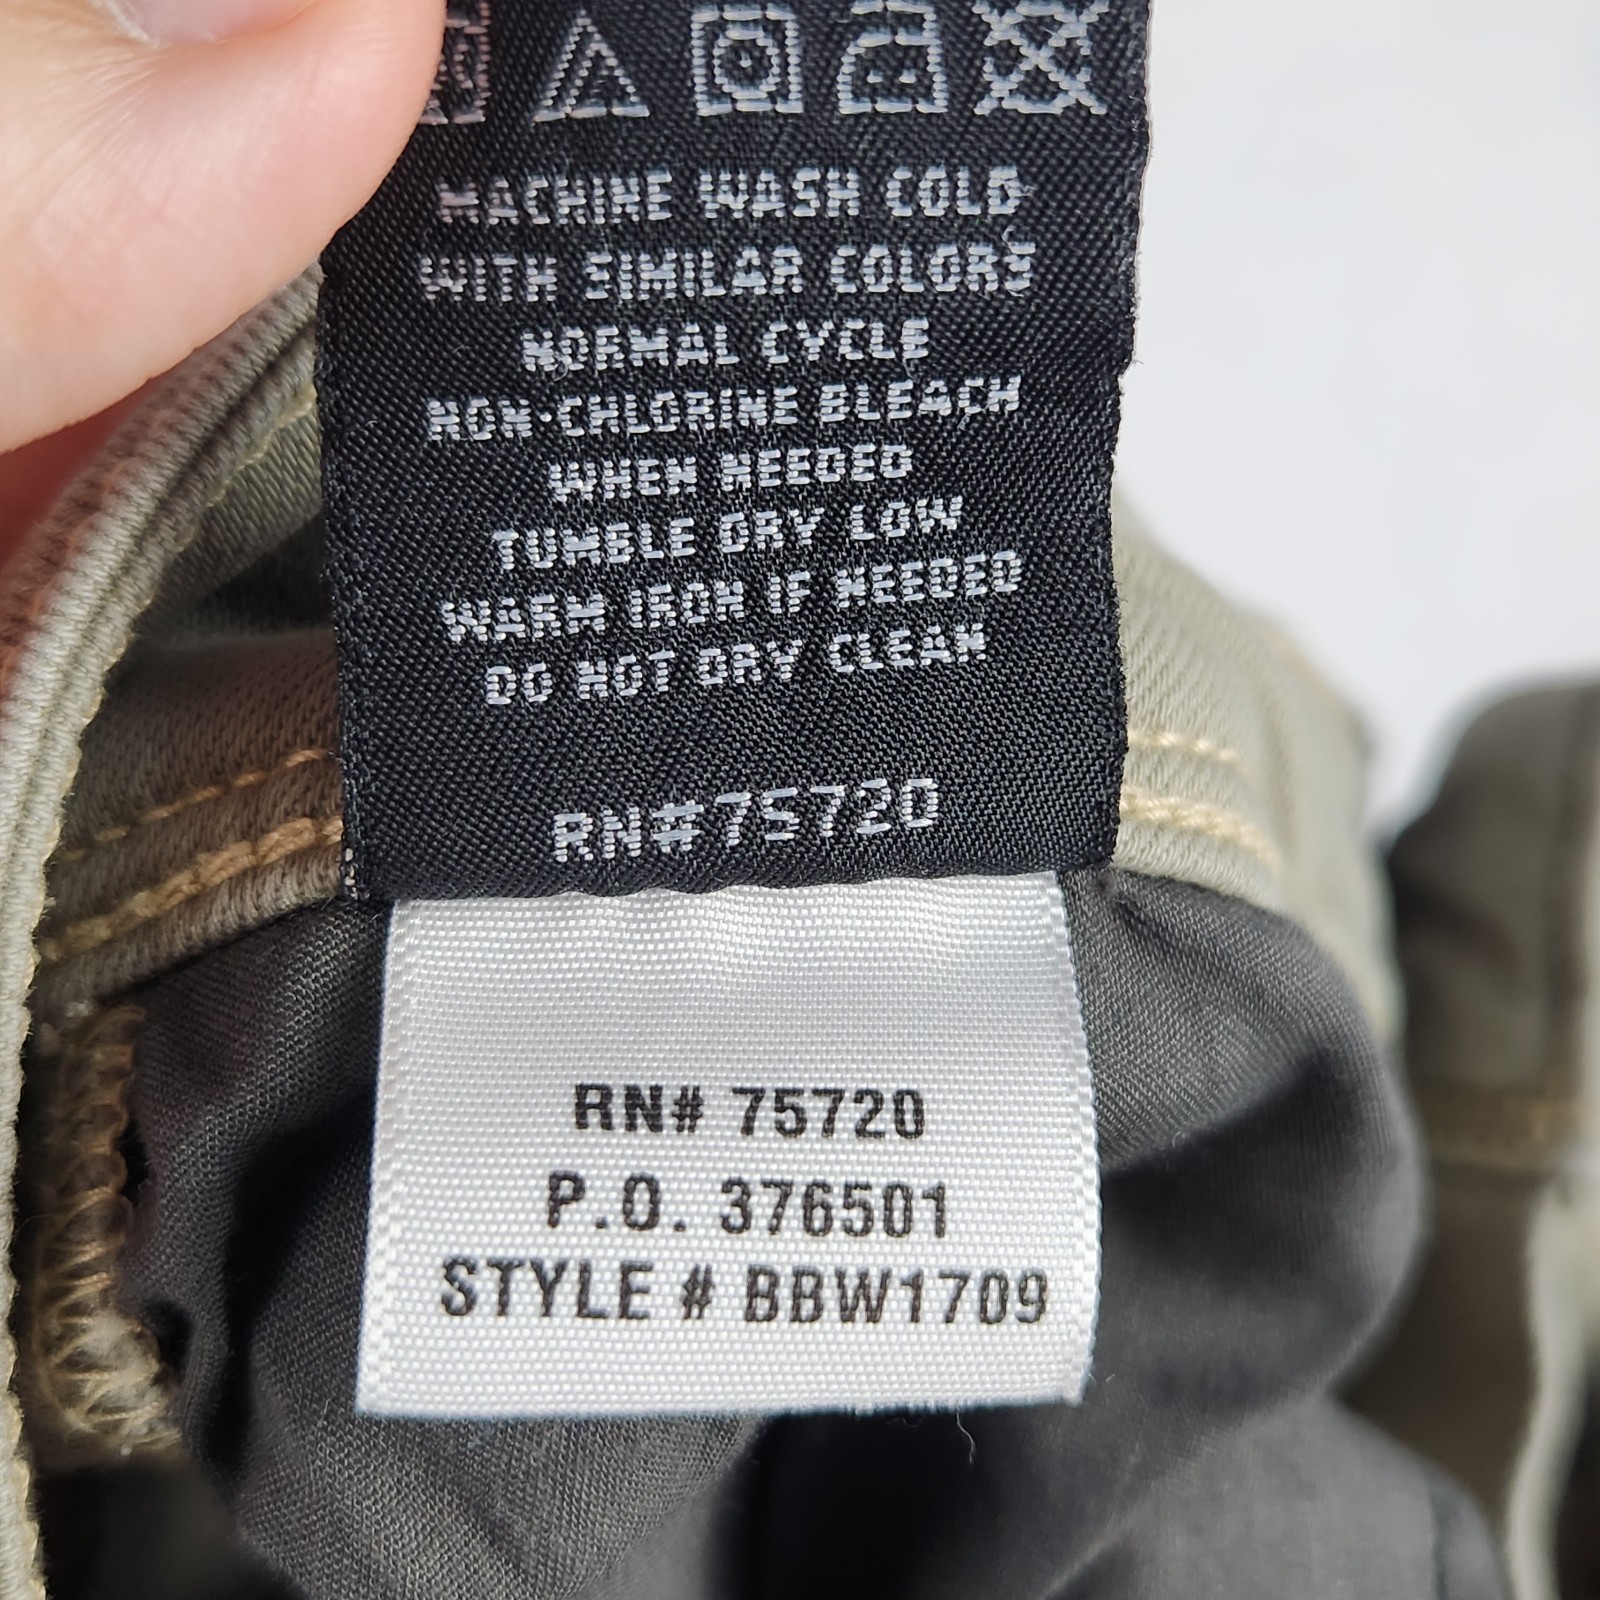 MACHINE WASH COLD
WITH SIMILAR COLORS
NORMAL CYCLE
NON-CHLORINE BLEACH
WHEN NEEDED
TUMBLE DRY LOW
WARM IRON IF NEEDED
DO NOT DRY CLEAN
RN#75720
RN# 75720
P.O. 376501
STYLE # BBW1709